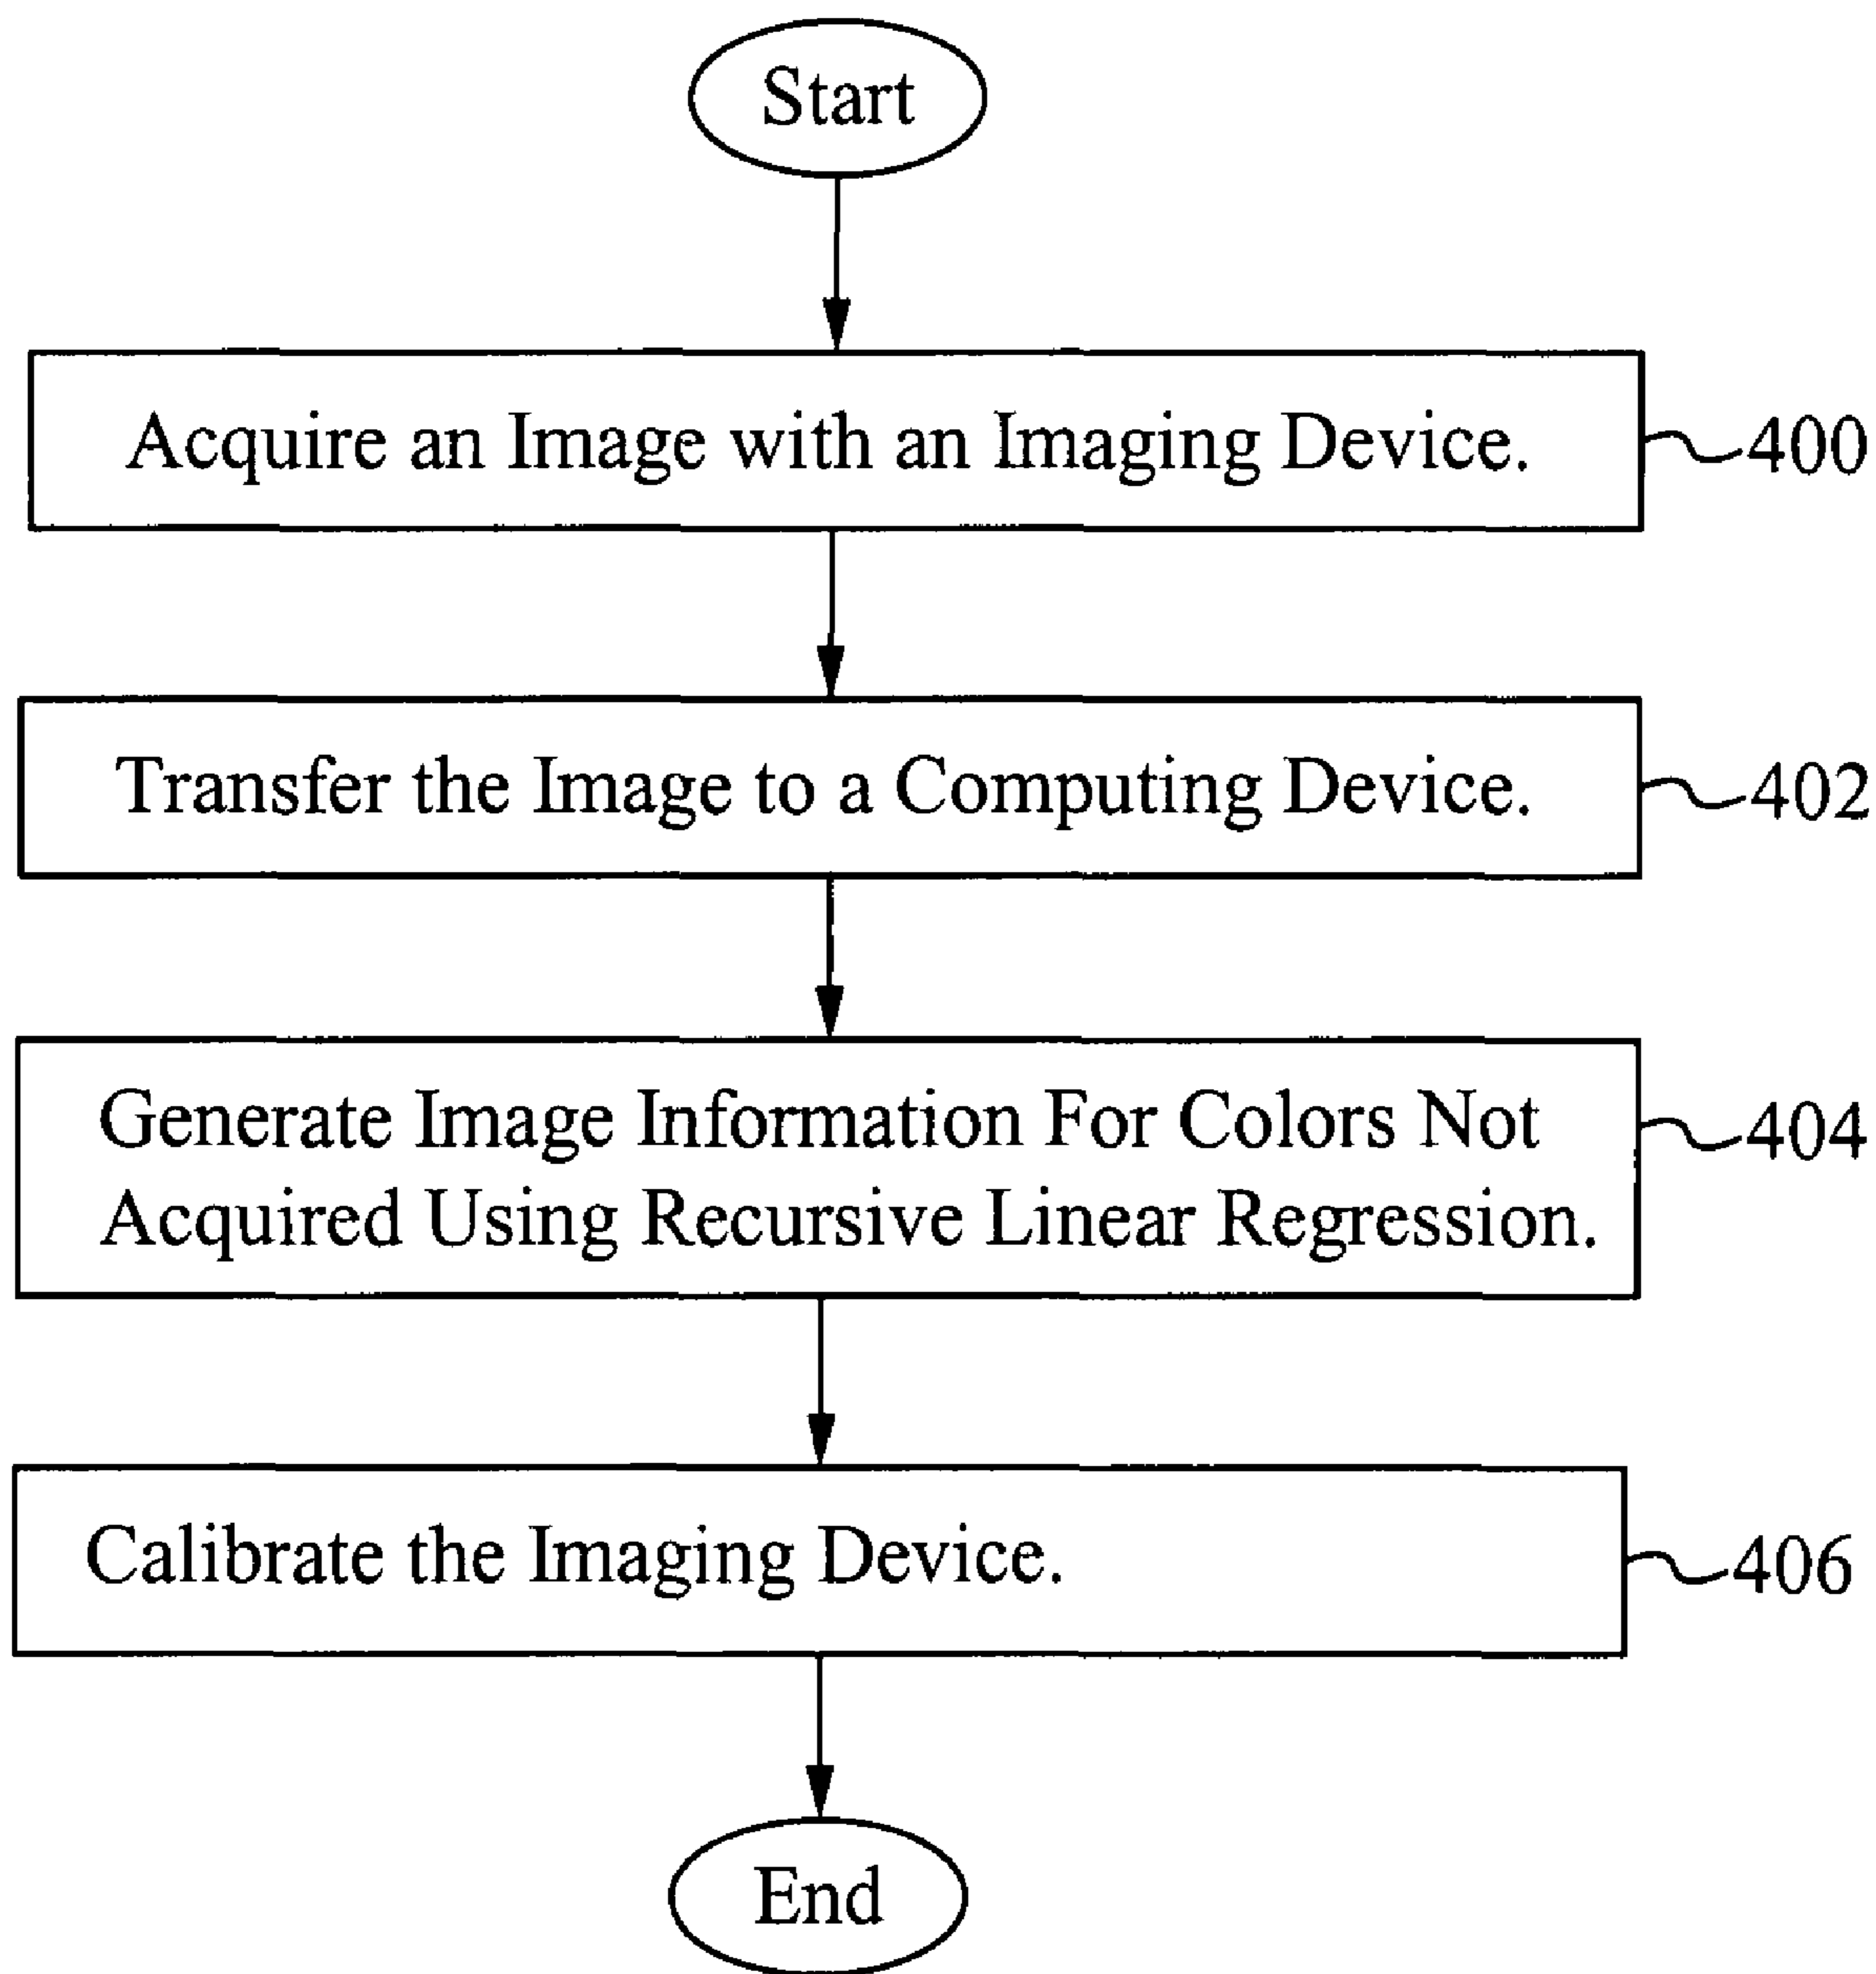 Start
Acquire an Image with an Imaging Device.
400
Transfer the Image to a Computing Device.
402
Generate Image Information For Colors Not
404
Acquired Using Recursive Linear Regression.
Calibrate the Imaging Device.
406
End